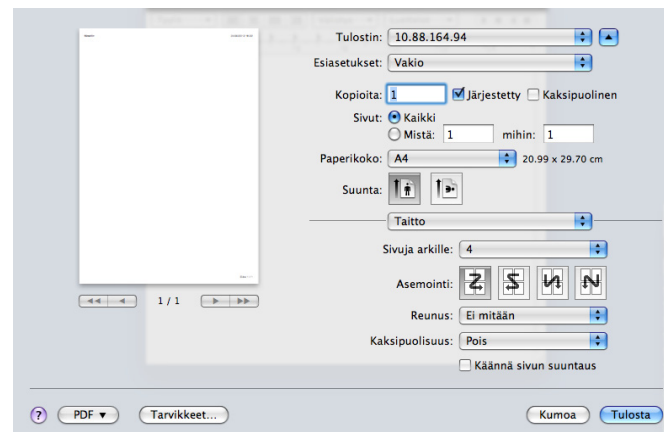 Tulostin: 10.88.164.94
Esiasetukset: Vakio
Kopioita: 1 Järjestetty Kaksipuolinen
Sivut: Kaikki
Mistä: 1 mihin: 1
Paperikoko: A4 20.99 x 29.70 cm
Suunta:
Taitto
Sivuja arkille: 4
Asemointi:
1 / 1
Reunus: Ei mitään
Kaksipuolisuus: Pois
Käännä sivun suuntaus
? PDF ▼ Tarvikkeet... Kumoa Tulosta